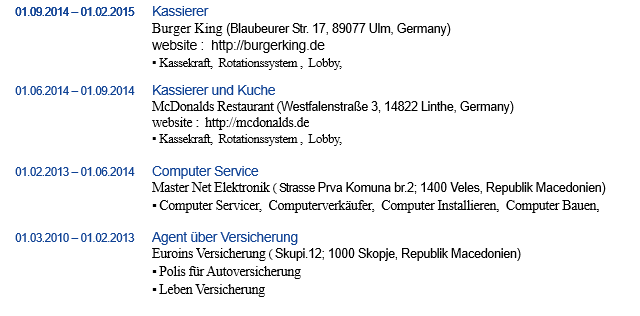 01.09.2014 – 01.02.2015 Kassierer
Burger King (Blaubeurer Str. 17, 89077 Ulm, Germany)
website : http://burgerking.de
▪ Kassekraft, Rotationssystem , Lobby,
01.06.2014 – 01.09.2014 Kassierer und Kuche
McDonalds Restaurant (Westfalenstraße 3, 14822 Linthe, Germany)
website : http://mcdonalds.de
▪ Kassekraft, Rotationssystem , Lobby,
01.02.2013 – 01.06.2014 Computer Service
Master Net Elektronik ( Strasse Prva Komuna br.2; 1400 Veles, Republik Macedonien)
▪ Computer Servicer, Computerverkäufer, Computer Installieren, Computer Bauen,
01.03.2010 – 01.02.2013 Agent über Versicherung
Euroins Versicherung ( Skupi.12; 1000 Skopje, Republik Macedonien)
▪ Polis für Autoversicherung
▪ Leben Versicherung